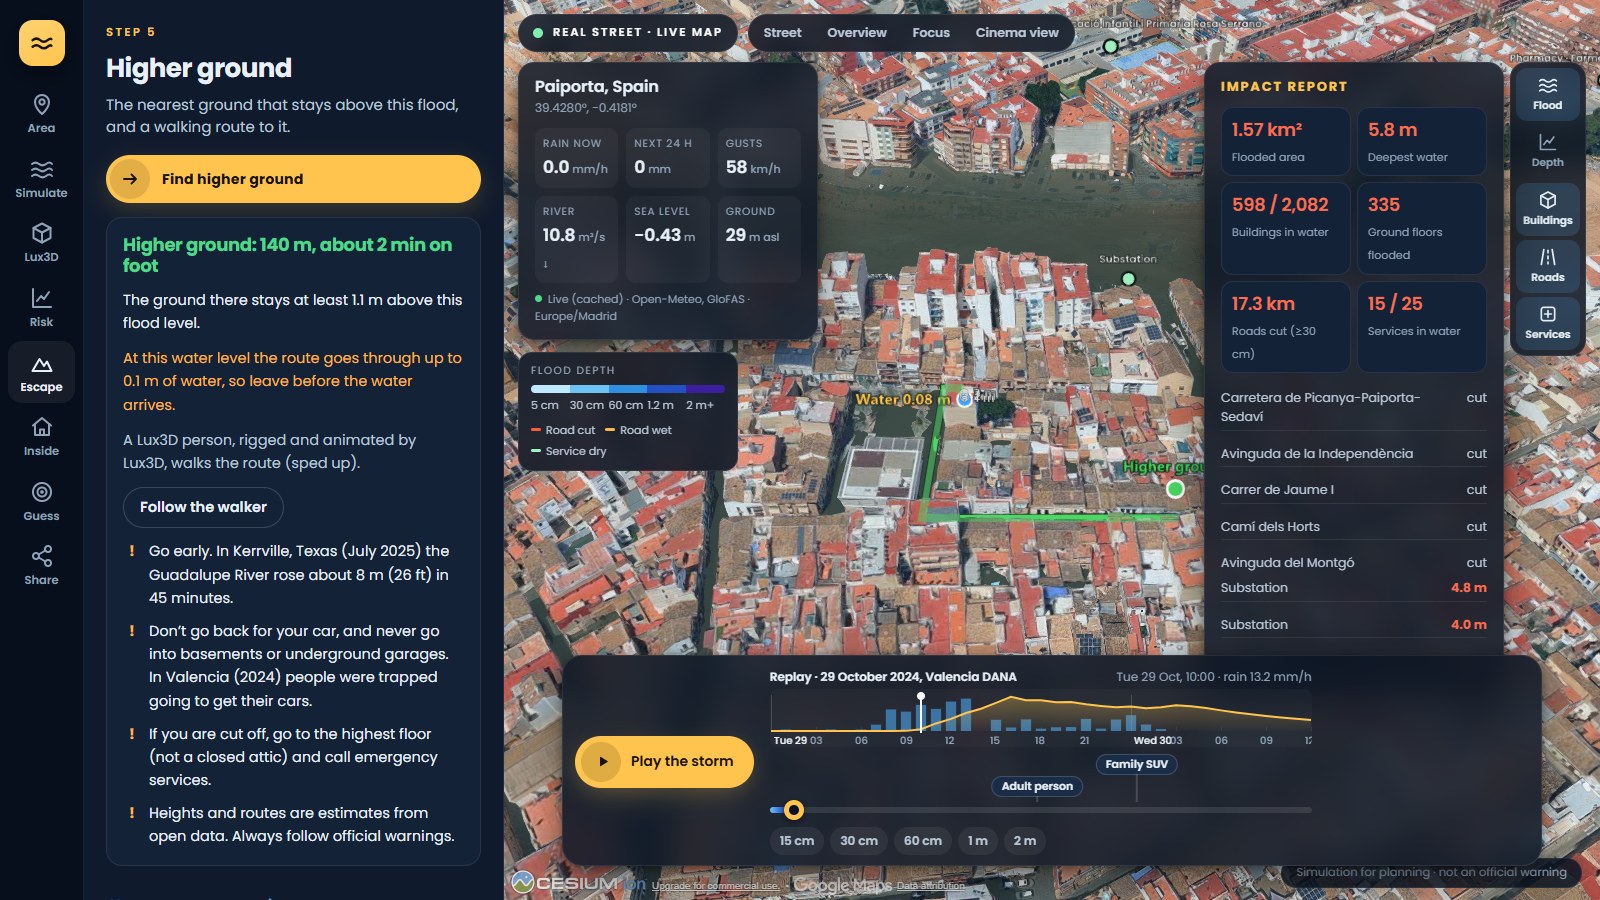 STEP 5
Higher ground
The nearest ground that stays above this flood,
and a walking route to it.
Find higher ground
Higher ground: 140 m, about 2 min on
foot
The ground there stays at least 1.1 m above this
flood level.
At this water level the route goes through up to
0.1 m of water, so leave before the water
arrives.
A Lux3D person, rigged and animated by
Lux3D, walks the route (sped up).
Follow the walker
! Go early. In Kerrville, Texas (July 2025) the
Guadalupe River rose about 8 m (26 ft) in
45 minutes.
! Don't go back for your car, and never go
into basements or underground garages.
In Valencia (2024) people were trapped
going to get their cars.
! If you are cut off, go to the highest floor
(not a closed attic) and call emergency
services.
! Heights and routes are estimates from
open data. Always follow official warnings.
Area
Simulate
Lux3D
Risk
Escape
Inside
Guess
Share
REAL STREET · LIVE MAP
Street Overview Focus Cinema view
Paiporta, Spain
39.4280°, −0.4181°
RAIN NOW NEXT 24 H GUSTS
0.0 mm/h 0 mm 58 km/h
RIVER SEA LEVEL GROUND
10.8 m³/s −0.43 m 29 m asl
↓
Live (cached) · Open-Meteo, GloFAS ·
Europe/Madrid
FLOOD DEPTH
5 cm 30 cm 60 cm 1.2 m 2 m+
Road cut Road wet
Service dry
Infantil i Primaria Rosa Serrano
Pharmacy
Substation
Water 0.08 m
Higher
IMPACT REPORT
1.57 km² 5.8 m
Flooded area Deepest water
598 / 2,082 335
Buildings in water Ground floors
flooded
17.3 km 15 / 25
Roads cut (≥30 Services in water
cm)
Carretera de Picanya-Paiporta- cut
Sedaví
Avinguda de la Independència cut
Carrer de Jaume I cut
Camí dels Horts cut
Avinguda del Montgó cut
Substation 4.8 m
Substation 4.0 m
Flood
Depth
Buildings
Roads
Services
Replay · 29 October 2024, Valencia DANA Tue 29 Oct, 10:00 · rain 13.2 mm/h
Play the storm
Tue 29 03 06 09 12 15 18 21 Wed 30 03 06 09 12
Family SUV
Adult person
15 cm 30 cm 60 cm 1 m 2 m
CESIUM ion Upgrade for commercial use. Google Maps Data attribution
Simulation for planning · not an official warning